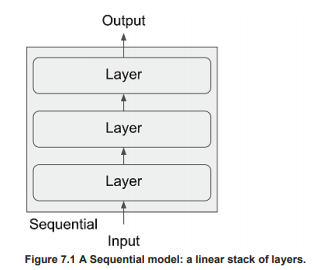 Output
Layer
Layer
Layer
Sequential
Input
Figure 7.1 A Sequential model: a linear stack of layers.